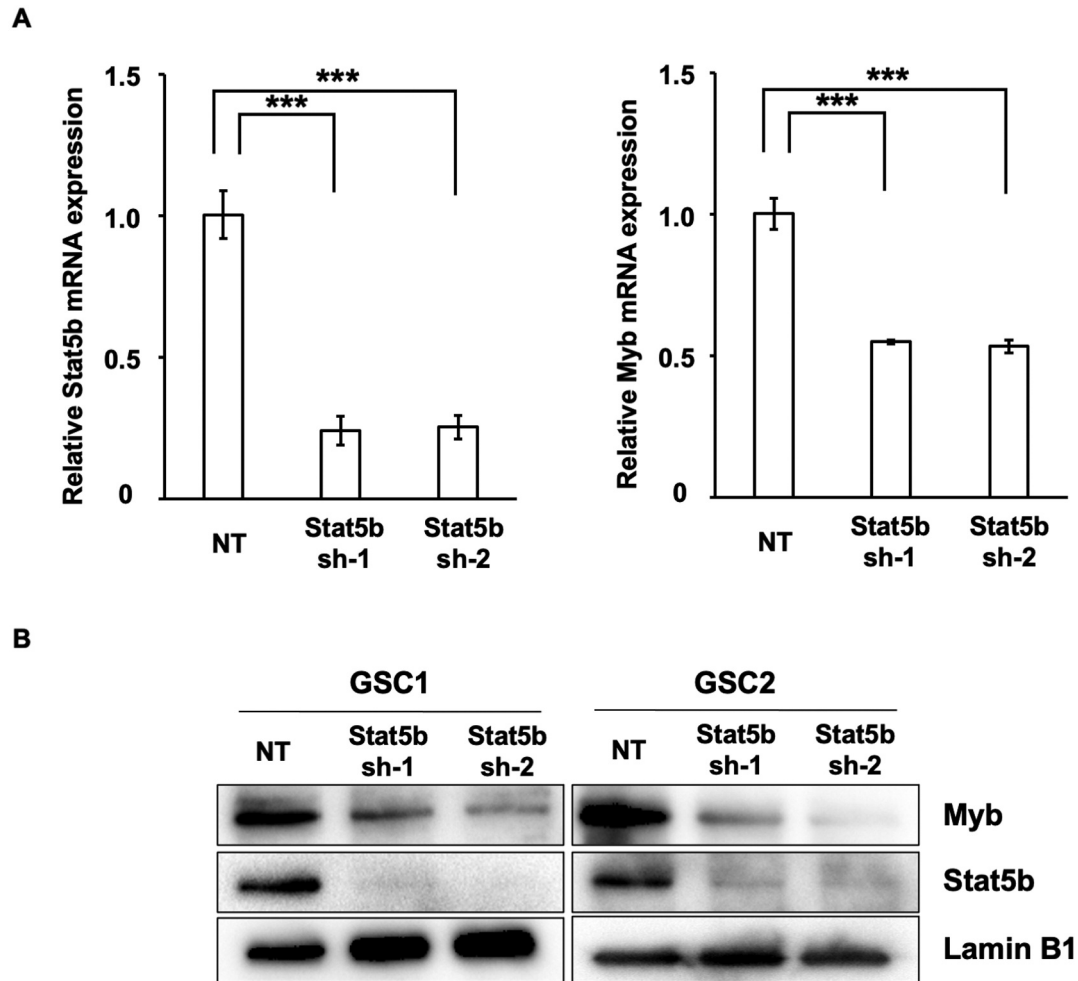 A
Relative Stat5b mRNA expression
1.5
1.0
0.5
0
***
***
NT
Stat5b
sh-1
Stat5b
sh-2
Relative Myb mRNA expression
1.5
1.0
0.5
0
***
***
NT
Stat5b
sh-1
Stat5b
sh-2
B
GSC1
GSC2
NT
Stat5b
sh-1
Stat5b
sh-2
NT
Stat5b
sh-1
Stat5b
sh-2
Myb
Stat5b
Lamin B1